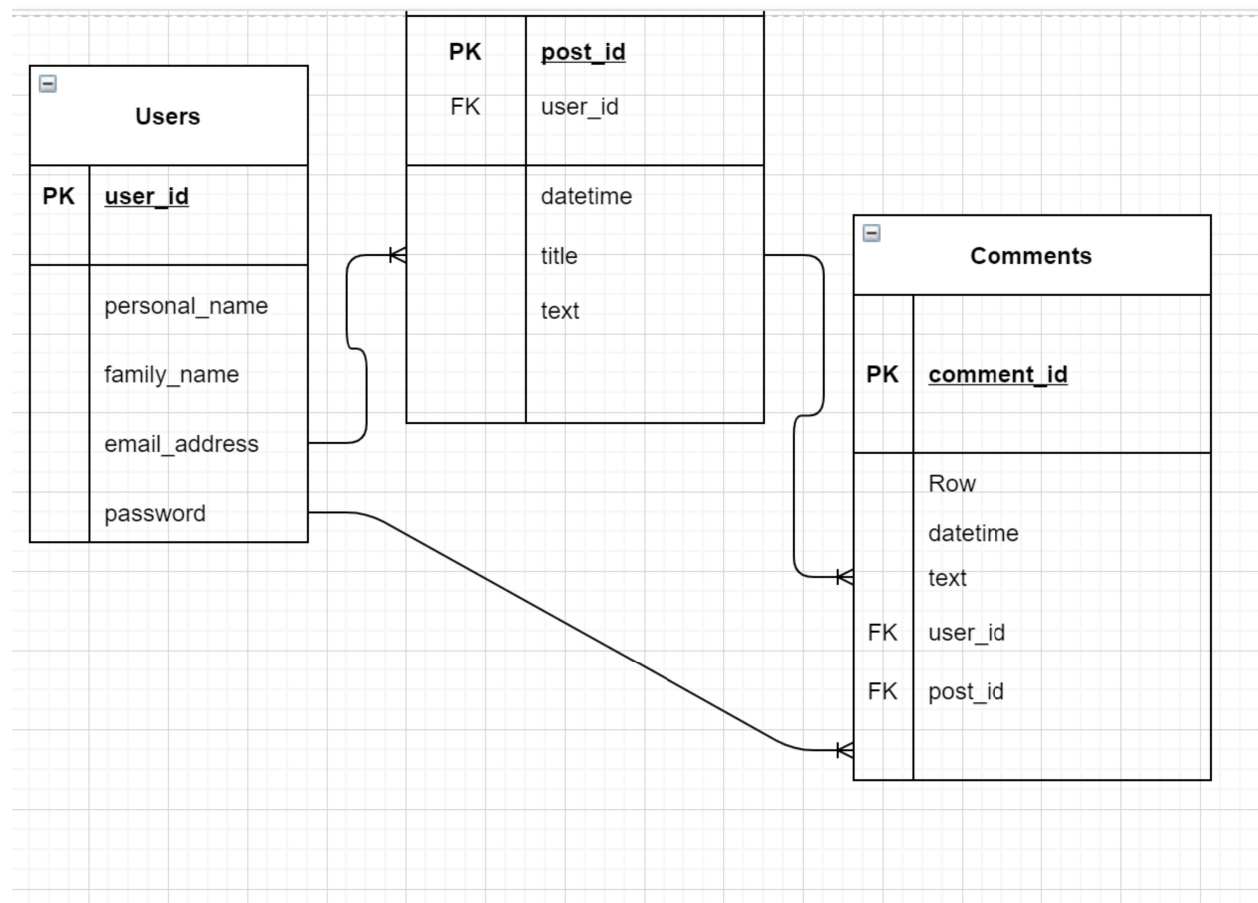 Users
PK user_id
personal_name
family_name
email_address
password
PK post_id
FK user_id
datetime
title
text
Comments
PK comment_id
Row
datetime
text
FK user_id
FK post_id